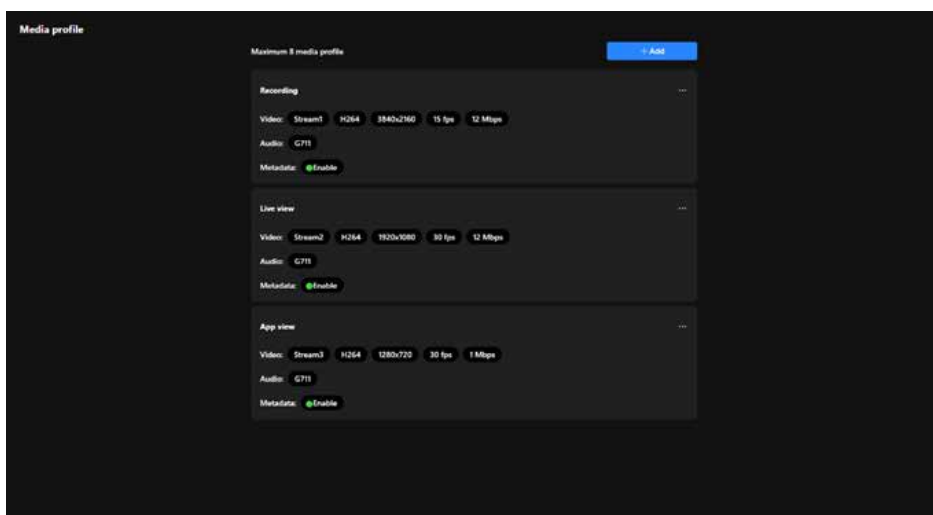 Media profile
Maximum 8 media profile
+ Add
Recording
...
Video: Stream1 H264 3840x2160 15 fps 12 Mbps
Audio: G711
Metadata: Enable
Live view
...
Video: Stream2 H264 1920x1080 30 fps 12 Mbps
Audio: G711
Metadata: Enable
App view
...
Video: Stream3 H264 1280x720 30 fps 1 Mbps
Audio: G711
Metadata: Enable